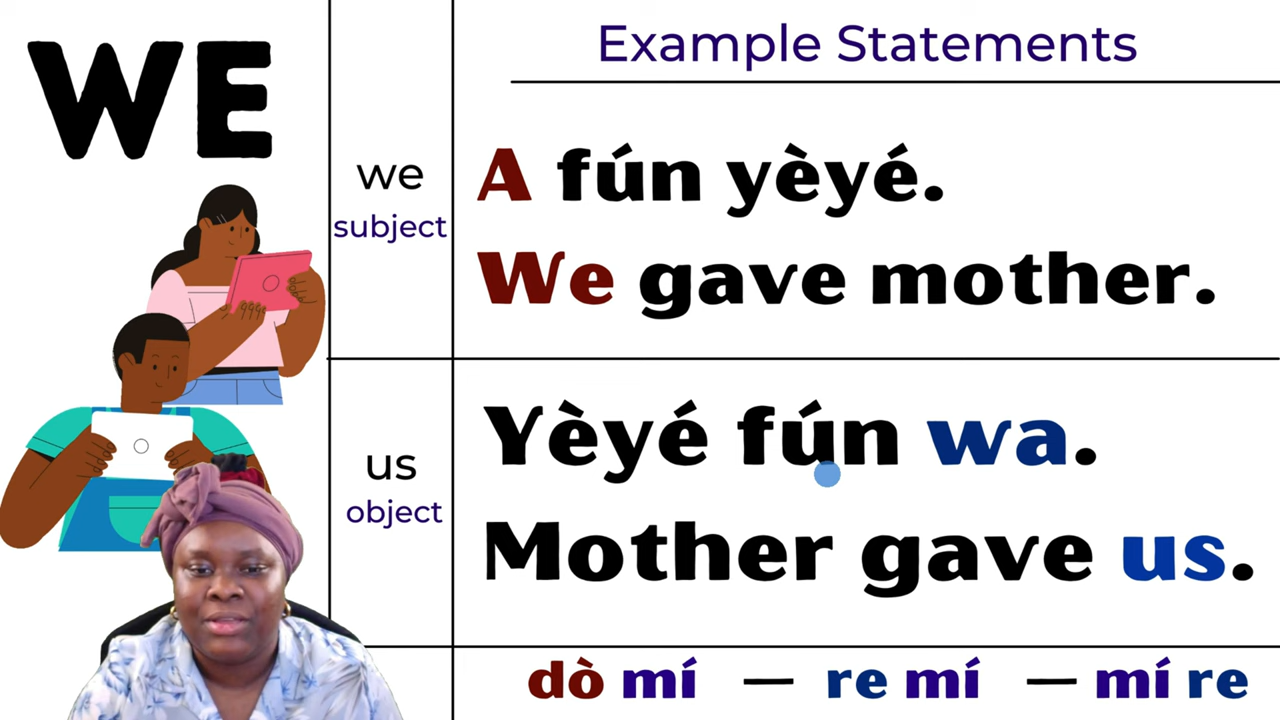 WE
Example Statements
we
subject
A fún yèyé.
We gave mother.
us
object
Yèyé fún wa.
Mother gave us.
dò mí — re mí — mí re